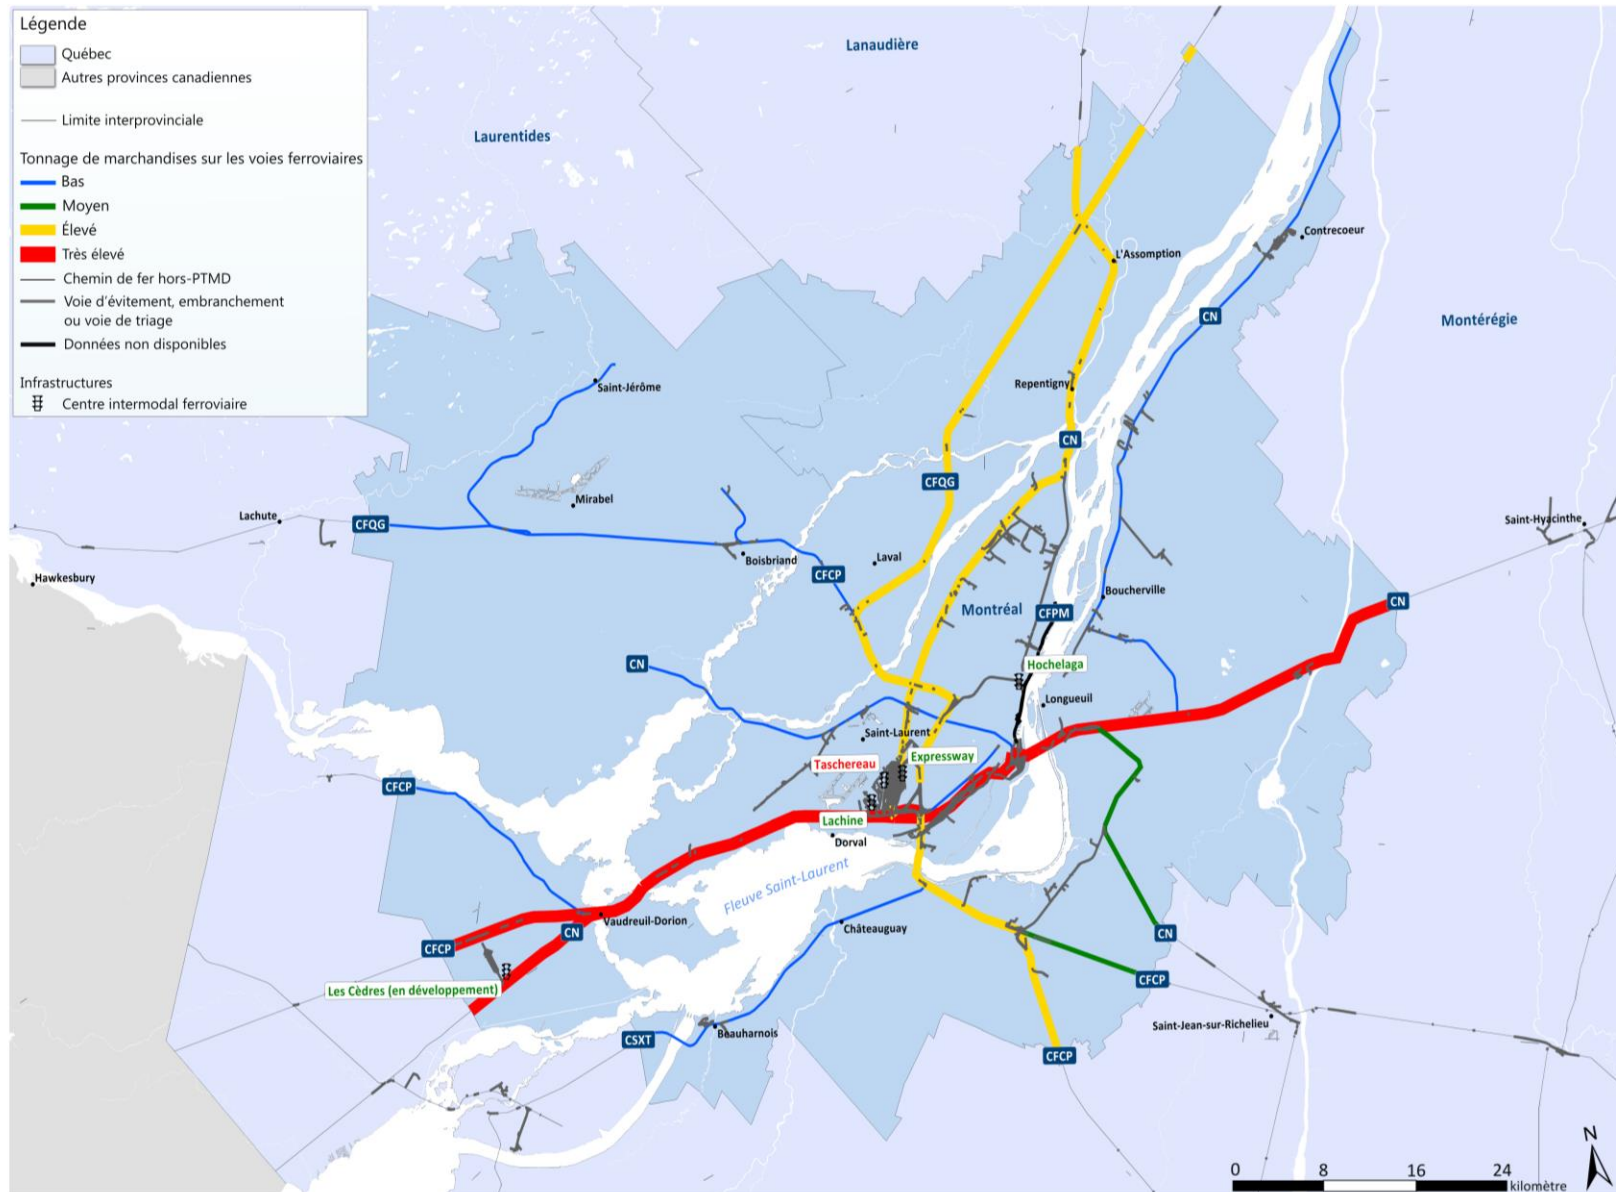 Légende
Québec
Autres provinces canadiennes
Limite interprovinciale
Tonnage de marchandises sur les voies ferroviaires
Bas
Moyen
Élevé
Très élevé
Chemin de fer hors-PTMD
Voie d'évitement, embranchement
ou voie de triage
Données non disponibles
Infrastructures
Centre intermodal ferroviaire
Lanaudière
Laurentides
Contrecoeur
L'Assomption
CN
Montérégie
Repentigny
Saint-Jérôme
CN
CFQG
Mirabel
Lachute
CFQG
Saint-Hyacinthe
Laval
Boisbriand
CFCP
Hawkesbury
Boucherville
CN
Montréal
CFPM
CN
Hochelaga
Longueuil
Saint-Laurent
Taschereau
Expressway
CFCP
Lachine
Dorval
Fleuve Saint-Laurent
Vaudreuil-Dorion
Châteauguay
CN
CN
CFCP
CFCP
Les Cèdres (en développement)
Saint-Jean-sur-Richelieu
Beauharnois
CSXT
CFCP
N
0 8 16 24
kilomètre